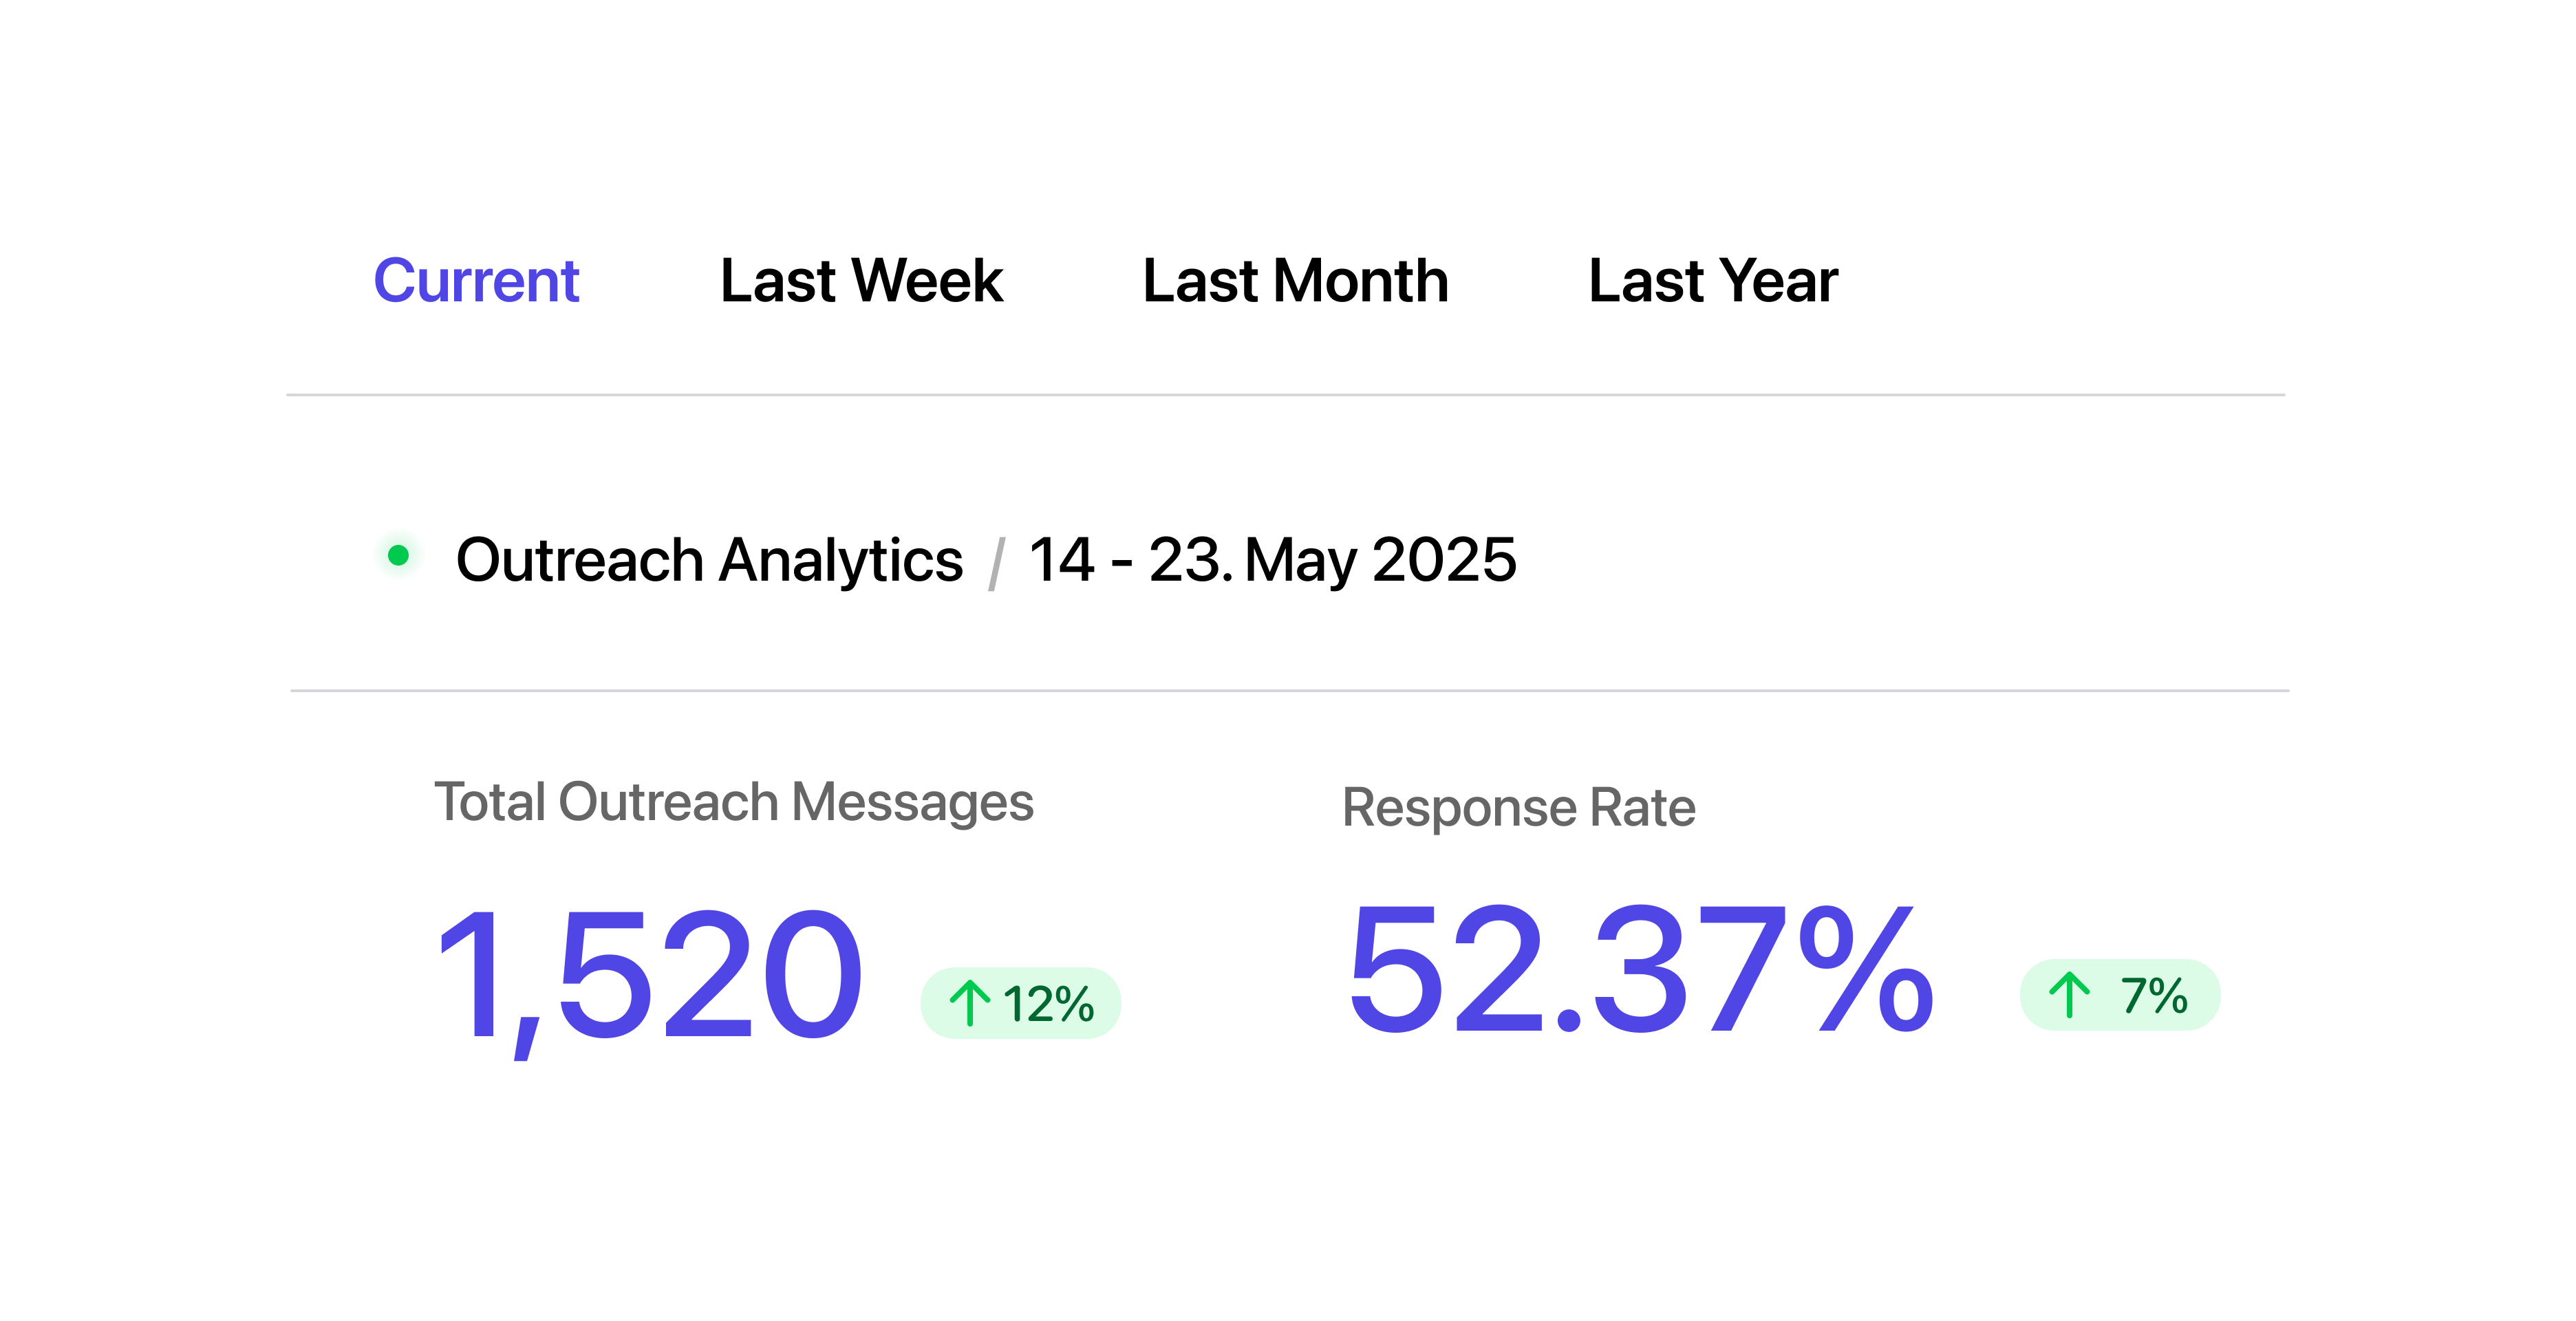 Current Last Week Last Month Last Year
Outreach Analytics / 14 - 23. May 2025
Total Outreach Messages
1,520 ↑ 12%
Response Rate
52.37% ↑ 7%